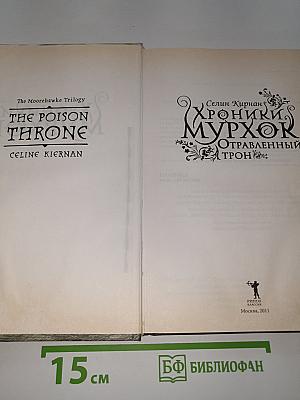 The Moorehawke Trilogy
THE POISON
THRONE
CELINE KIERNAN
Селин Кирнан
ХРОНИКИ
МУРХОК
ОТРАВЛЕННЫЙ
ТРОН
Москва, 2011
15 см
БФ БИБЛИОФАН